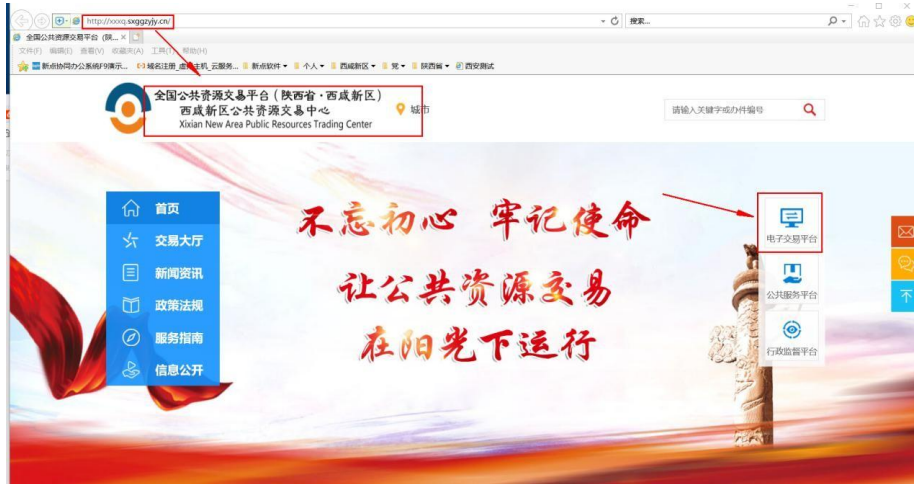 http://xxxq.sxggzyjy.cn/
搜索...
全国公共资源交易平台（陕...
文件(F) 编辑(E) 查看(V) 收藏夹(A) 工具(T) 帮助(H)
新点协同办公系统F9演示... 域名注册_虚拟主机_云服务... 新点软件 个人 西咸新区 党 陕西省 西安测试
全国公共资源交易平台（陕西省·西咸新区）
西咸新区公共资源交易中心
Xixian New Area Public Resources Trading Center
城市
请输入关键字或办件编号
首页
交易大厅
新闻资讯
政策法规
服务指南
信息公开
不忘初心 牢记使命
让公共资源交易
在阳光下运行
电子交易平台
公共服务平台
行政监督平台